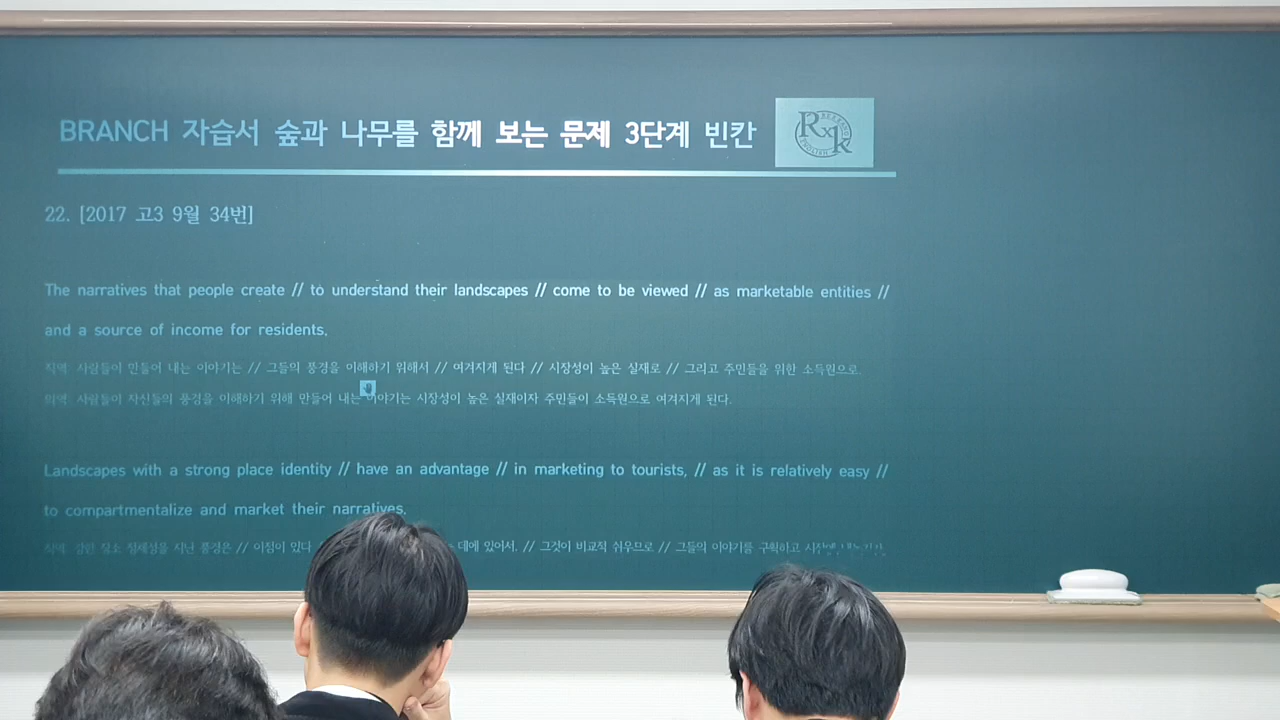 BRANCH 자습서 숲과 나무를 함께 보는 문제 3단계 빈칸
RxK
ENGLISH
22. [2017 고3 9월 34번]
The narratives that people create // to understand their landscapes // come to be viewed // as marketable entities //
and a source of income for residents.
직역: 사람들이 만들어 내는 이야기는 // 그들의 풍경을 이해하기 위해서 // 여겨지게 된다 // 시장성이 높은 실재로 // 그리고 주민들을 위한 소득원으로.
의역: 사람들이 자신들의 풍경을 이해하기 위해 만들어 내는 이야기는 시장성이 높은 실재이자 주민들이 소득원으로 여겨지게 된다.
Landscapes with a strong place identity // have an advantage // in marketing to tourists, // as it is relatively easy //
to compartmentalize and market their narratives.
직역: 강한 장소 정체성을 지닌 풍경은 // 이점이 있다 데에 있어서, // 그것이 비교적 쉬우므로 // 그들의 이야기를 구획하고